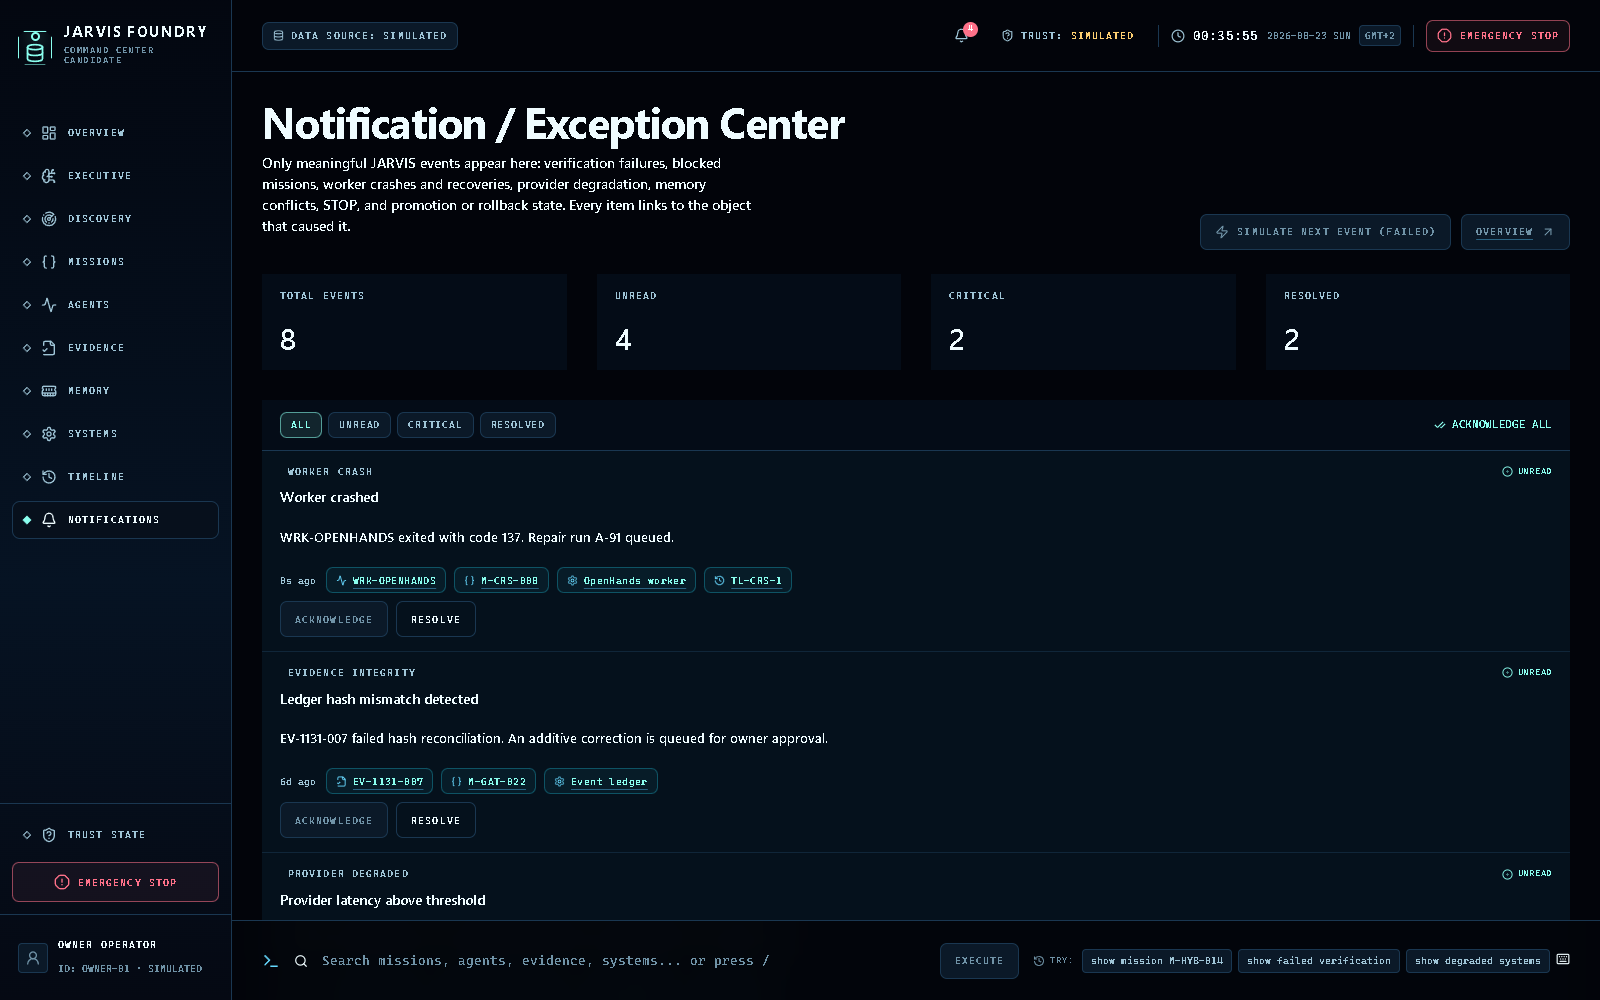 JARVIS FOUNDRY
COMMAND CENTER
CANDIDATE
OVERVIEW
EXECUTIVE
DISCOVERY
MISSIONS
AGENTS
EVIDENCE
MEMORY
SYSTEMS
TIMELINE
NOTIFICATIONS
TRUST STATE
EMERGENCY STOP
OWNER OPERATOR
ID: OWNER-01 • SIMULATED
DATA SOURCE: SIMULATED
4
TRUST: SIMULATED
00:35:55 2026-08-23 SUN GMT+2
EMERGENCY STOP
Notification / Exception Center
Only meaningful JARVIS events appear here: verification failures, blocked
missions, worker crashes and recoveries, provider degradation, memory
conflicts, STOP, and promotion or rollback state. Every item links to the object
that caused it.
SIMULATE NEXT EVENT (FAILED)
OVERVIEW
TOTAL EVENTS
8
UNREAD
4
CRITICAL
2
RESOLVED
2
ALL UNREAD CRITICAL RESOLVED
ACKNOWLEDGE ALL
WORKER CRASH
UNREAD
Worker crashed
WRK-OPENHANDS exited with code 137. Repair run A-91 queued.
0s ago WRK-OPENHANDS M-CRS-008 OpenHands worker TL-CRS-1
ACKNOWLEDGE RESOLVE
EVIDENCE INTEGRITY
UNREAD
Ledger hash mismatch detected
EV-1131-007 failed hash reconciliation. An additive correction is queued for owner approval.
6d ago EV-1131-007 M-GAT-022 Event ledger
ACKNOWLEDGE RESOLVE
PROVIDER DEGRADED
UNREAD
Provider latency above threshold
Search missions, agents, evidence, systems... or press /
EXECUTE
TRY: show mission M-HYB-014 show failed verification show degraded systems